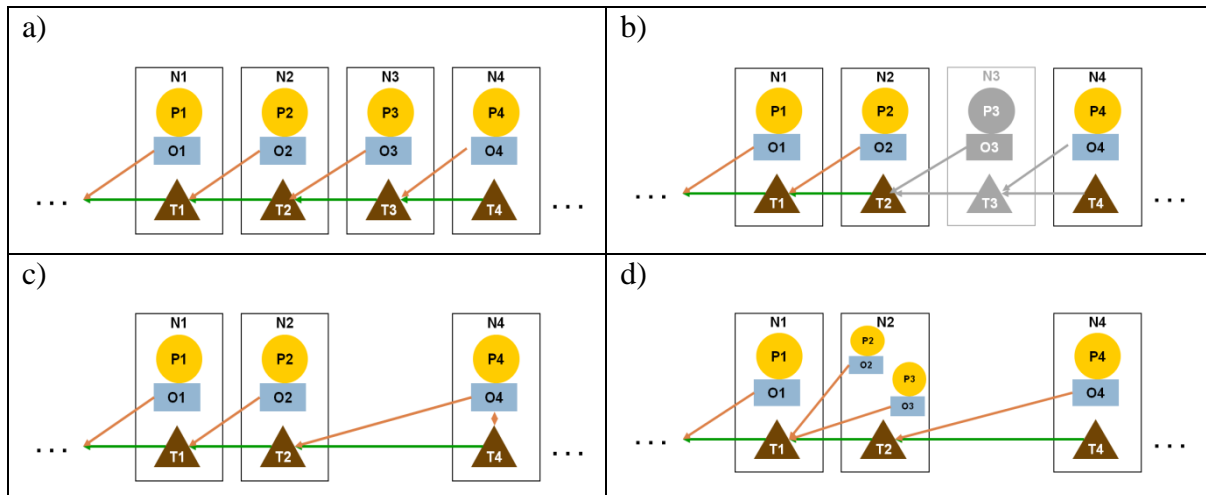 a)
N1 N2 N3 N4
P1 P2 P3 P4
O1 O2 O3 O4
... T1 T2 T3 T4 ...
b)
N1 N2 N3 N4
P1 P2 P3 P4
O1 O2 O3 O4
... T1 T2 T3 T4 ...
c)
N1 N2 N4
P1 P2 P4
O1 O2 O4
... T1 T2 T4 ...
d)
N1 N2 N4
P2
P1 P4
O2
P3
O1 O4
O3
... T1 T2 T4 ...